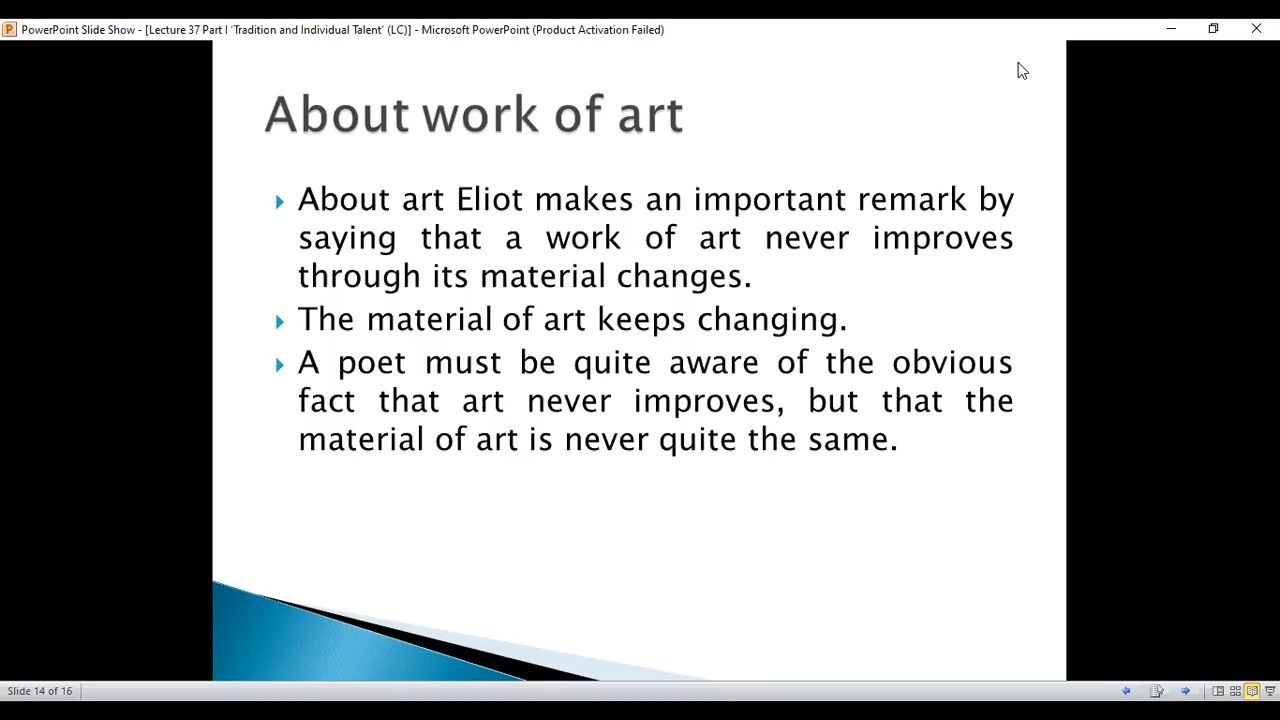 PowerPoint Slide Show - [Lecture 37 Part I 'Tradition and Individual Talent' (LC)] - Microsoft PowerPoint (Product Activation Failed)
About work of art
About art Eliot makes an important remark by
saying that a work of art never improves
through its material changes.
The material of art keeps changing.
A poet must be quite aware of the obvious
fact that art never improves, but that the
material of art is never quite the same.
Slide 14 of 16